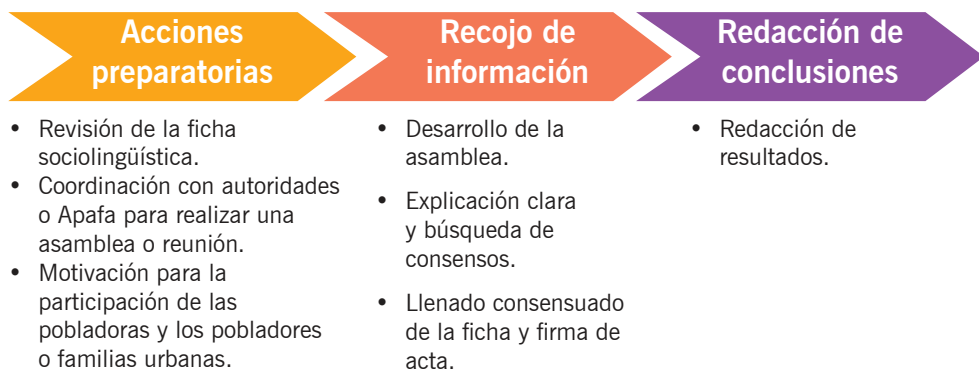 Acciones
preparatorias
Recojo de
información
Redacción de
conclusiones
• Revisión de la ficha
sociolingüística.
• Coordinación con autoridades
o Apafa para realizar una
asamblea o reunión.
• Motivación para la
participación de las
pobladoras y los pobladores
o familias urbanas.
• Desarrollo de la
asamblea.
• Explicación clara
y búsqueda de
consensos.
• Llenado consensuado
de la ficha y firma de
acta.
• Redacción de
resultados.